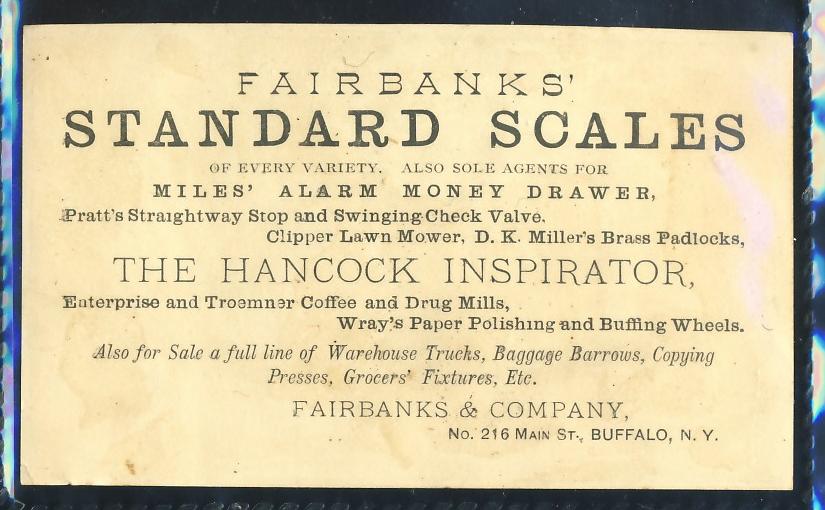 FAIRBANKS'
STANDARD SCALES
OF EVERY VARIETY. ALSO SOLE AGENTS FOR
MILES' ALARM MONEY DRAWER,
Pratt's Straightway Stop and Swinging Check Valve,
Clipper Lawn Mower, D. K. Miller's Brass Padlocks,
THE HANCOCK INSPIRATOR,
Enterprise and Troemner Coffee and Drug Mills,
Wray's Paper Polishing and Buffing Wheels.
Also for Sale a full line of Warehouse Trucks, Baggage Barrows, Copying
Presses, Grocers' Fixtures, Etc.
FAIRBANKS & COMPANY,
No. 216 MAIN ST., BUFFALO, N. Y.